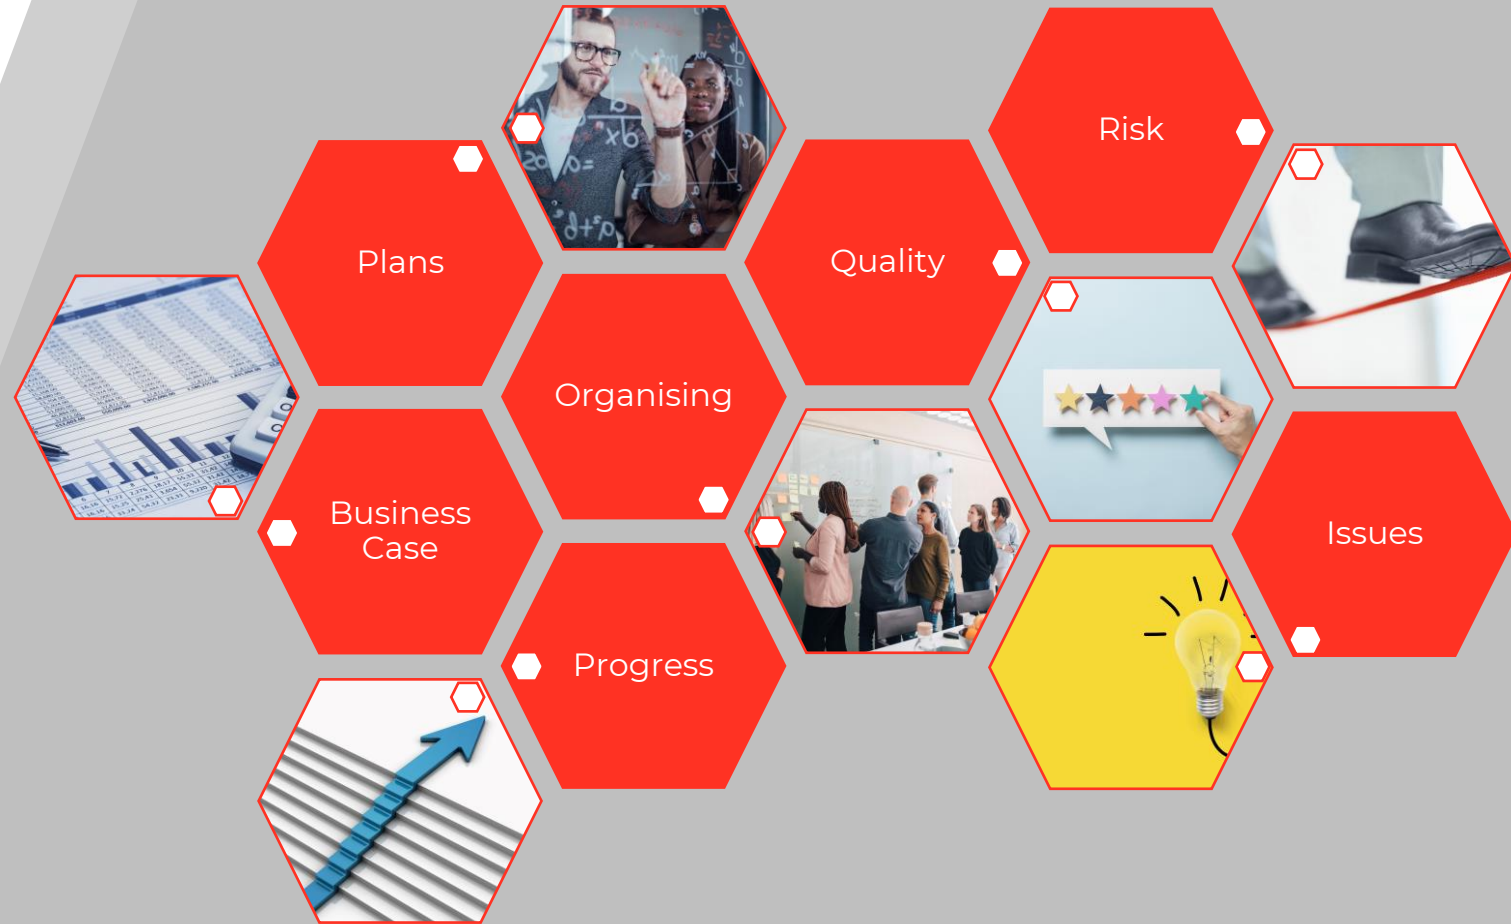 Risk
Plans
Quality
Organising
Business
Case
Issues
Progress